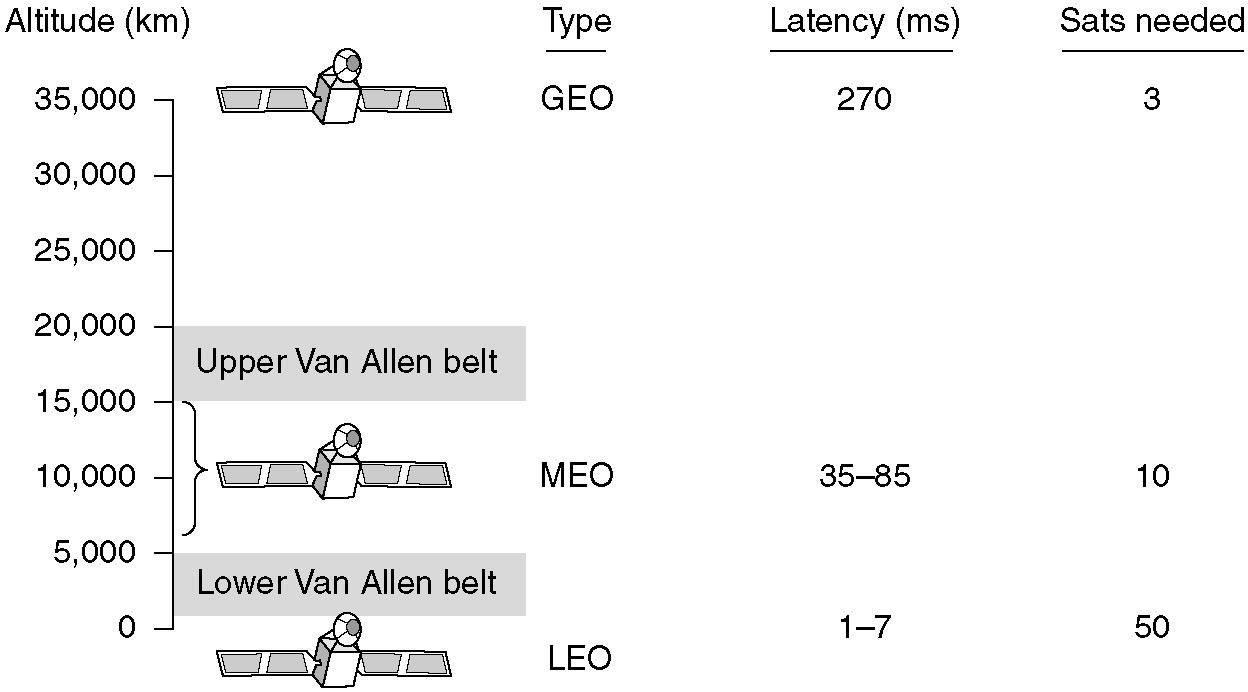 Altitude (km) Type Latency (ms) Sats needed
35,000 GEO 270 3
30,000
25,000
20,000
Upper Van Allen belt
15,000
10,000 MEO 35–85 10
5,000
Lower Van Allen belt
0 1–7 50
LEO